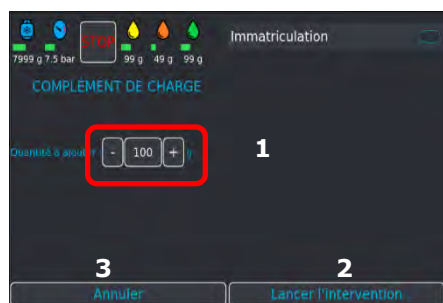 Immatriculation
STOP
7999 g 7.5 bar 99 g 49 g 99 g
COMPLÉMENT DE CHARGE
Quantité à ajouter - 100 + g
1
3 2
Annuler Lancer l'intervention